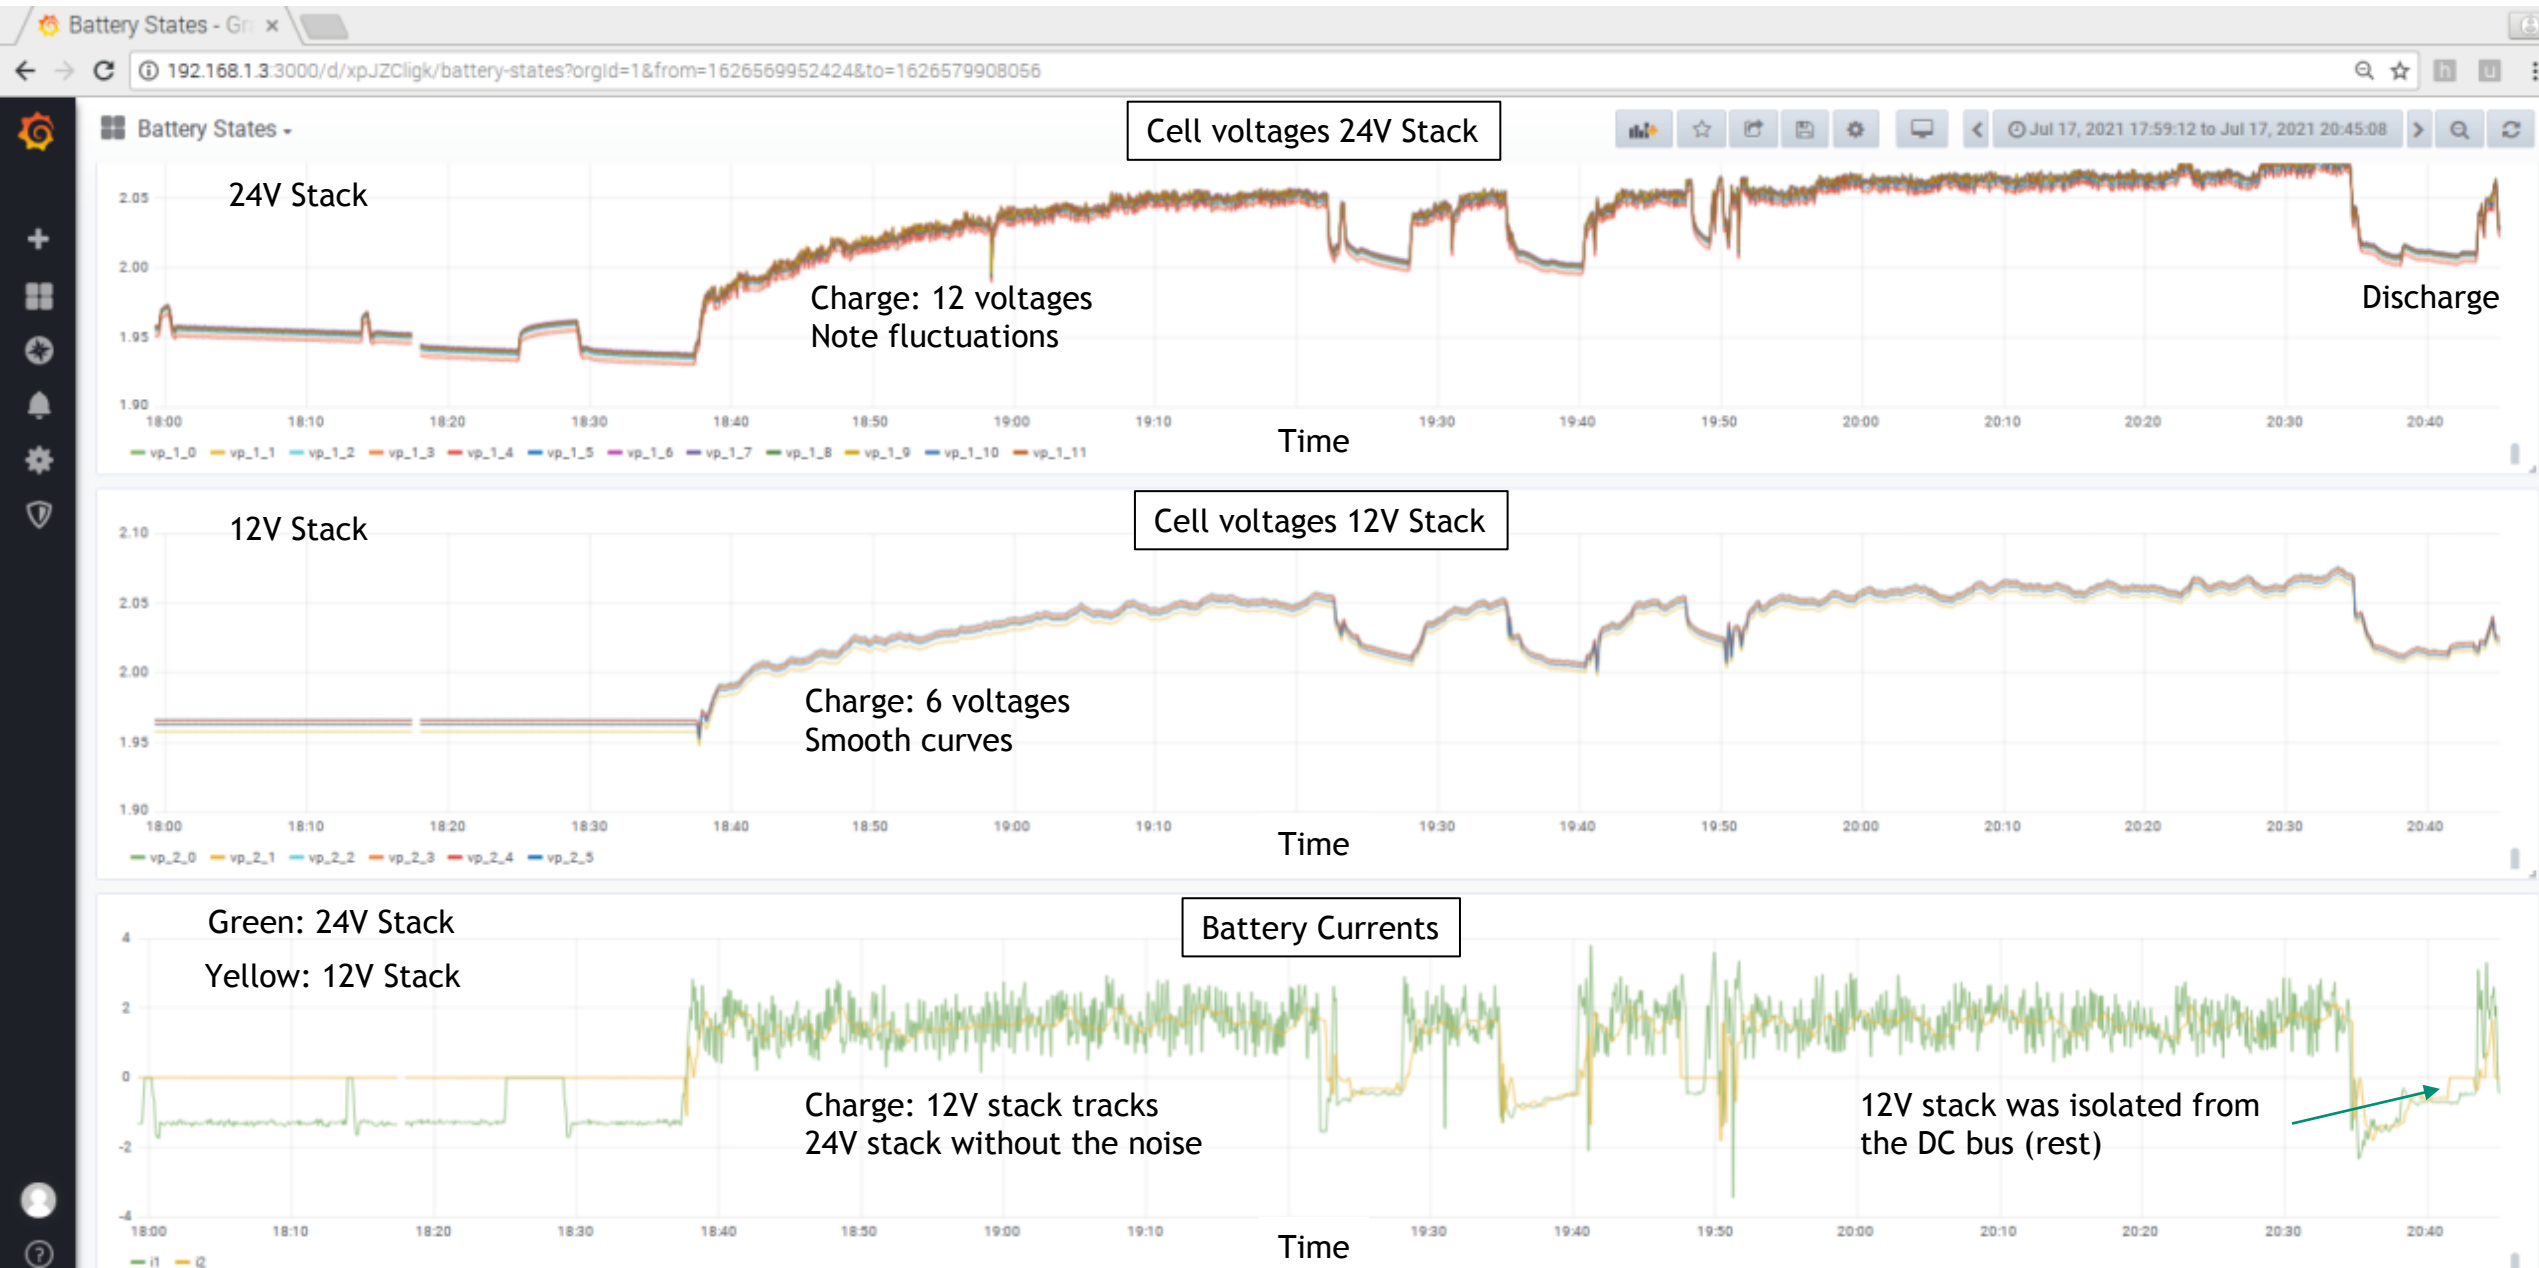 Battery States - Gr
192.168.1.3:3000/d/xpJZCligk/battery-states?orgId=1&from=1626569952424&to=1626579908056
h u
Battery States
Cell voltages 24V Stack
Jul 17, 2021 17:59:12 to Jul 17, 2021 20:45:08
24V Stack
2.05
2.00
1.95
1.90
Charge: 12 voltages
Note fluctuations
Discharge
18:00 18:10 18:20 18:30 18:40 18:50 19:00 19:10 19:30 19:40 19:50 20:00 20:10 20:20 20:30 20:40
Time
vp_1_0 vp_1_1 vp_1_2 vp_1_3 vp_1_4 vp_1_5 vp_1_6 vp_1_7 vp_1_8 vp_1_9 vp_1_10 vp_1_11
Cell voltages 12V Stack
12V Stack
2.10
2.05
2.00
1.95
1.90
Charge: 6 voltages
Smooth curves
18:00 18:10 18:20 18:30 18:40 18:50 19:00 19:10 19:30 19:40 19:50 20:00 20:10 20:20 20:30 20:40
Time
vp_2_0 vp_2_1 vp_2_2 vp_2_3 vp_2_4 vp_2_5
Battery Currents
Green: 24V Stack
Yellow: 12V Stack
4
2
0
-2
-4
Charge: 12V stack tracks
24V stack without the noise
12V stack was isolated from
the DC bus (rest)
18:00 18:10 18:20 18:30 18:40 18:50 19:00 19:10 19:30 19:40 19:50 20:00 20:10 20:20 20:30 20:40
Time
i1 i2